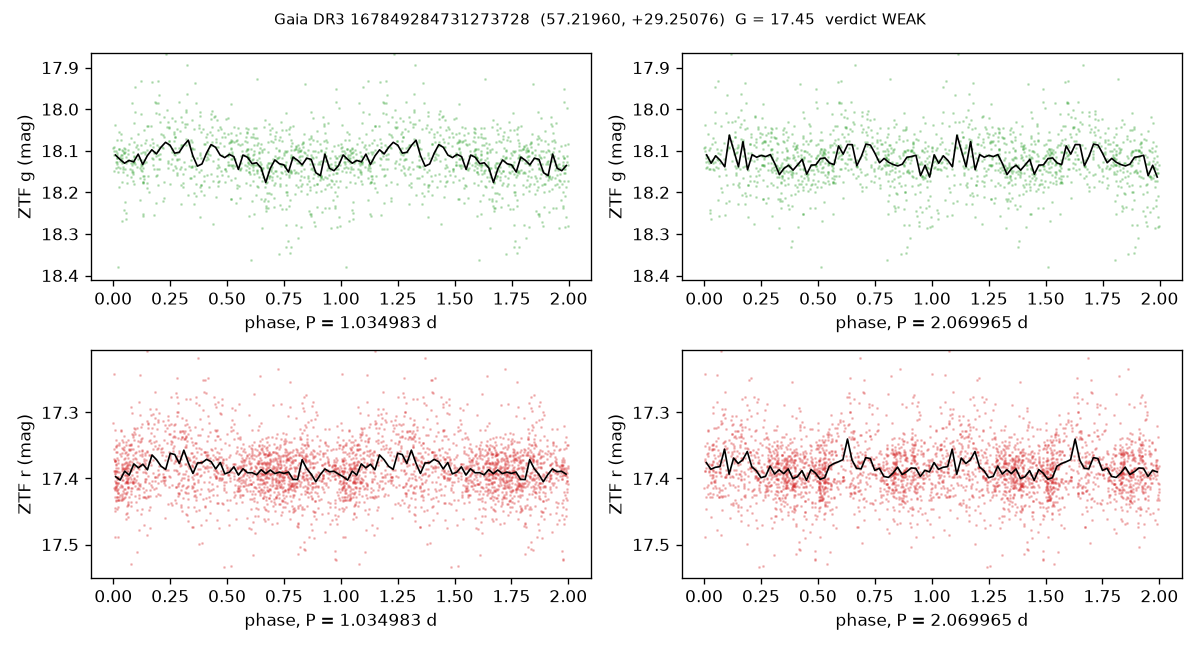 Gaia DR3 167849284731273728 (57.21960, +29.25076) G = 17.45 verdict WEAK
ZTF g (mag)
17.9
18.0
18.1
18.2
18.3
18.4
0.00 0.25 0.50 0.75 1.00 1.25 1.50 1.75 2.00
phase, P = 1.034983 d
ZTF g (mag)
17.9
18.0
18.1
18.2
18.3
18.4
0.00 0.25 0.50 0.75 1.00 1.25 1.50 1.75 2.00
phase, P = 2.069965 d
ZTF r (mag)
17.3
17.4
17.5
0.00 0.25 0.50 0.75 1.00 1.25 1.50 1.75 2.00
phase, P = 1.034983 d
ZTF r (mag)
17.3
17.4
17.5
0.00 0.25 0.50 0.75 1.00 1.25 1.50 1.75 2.00
phase, P = 2.069965 d